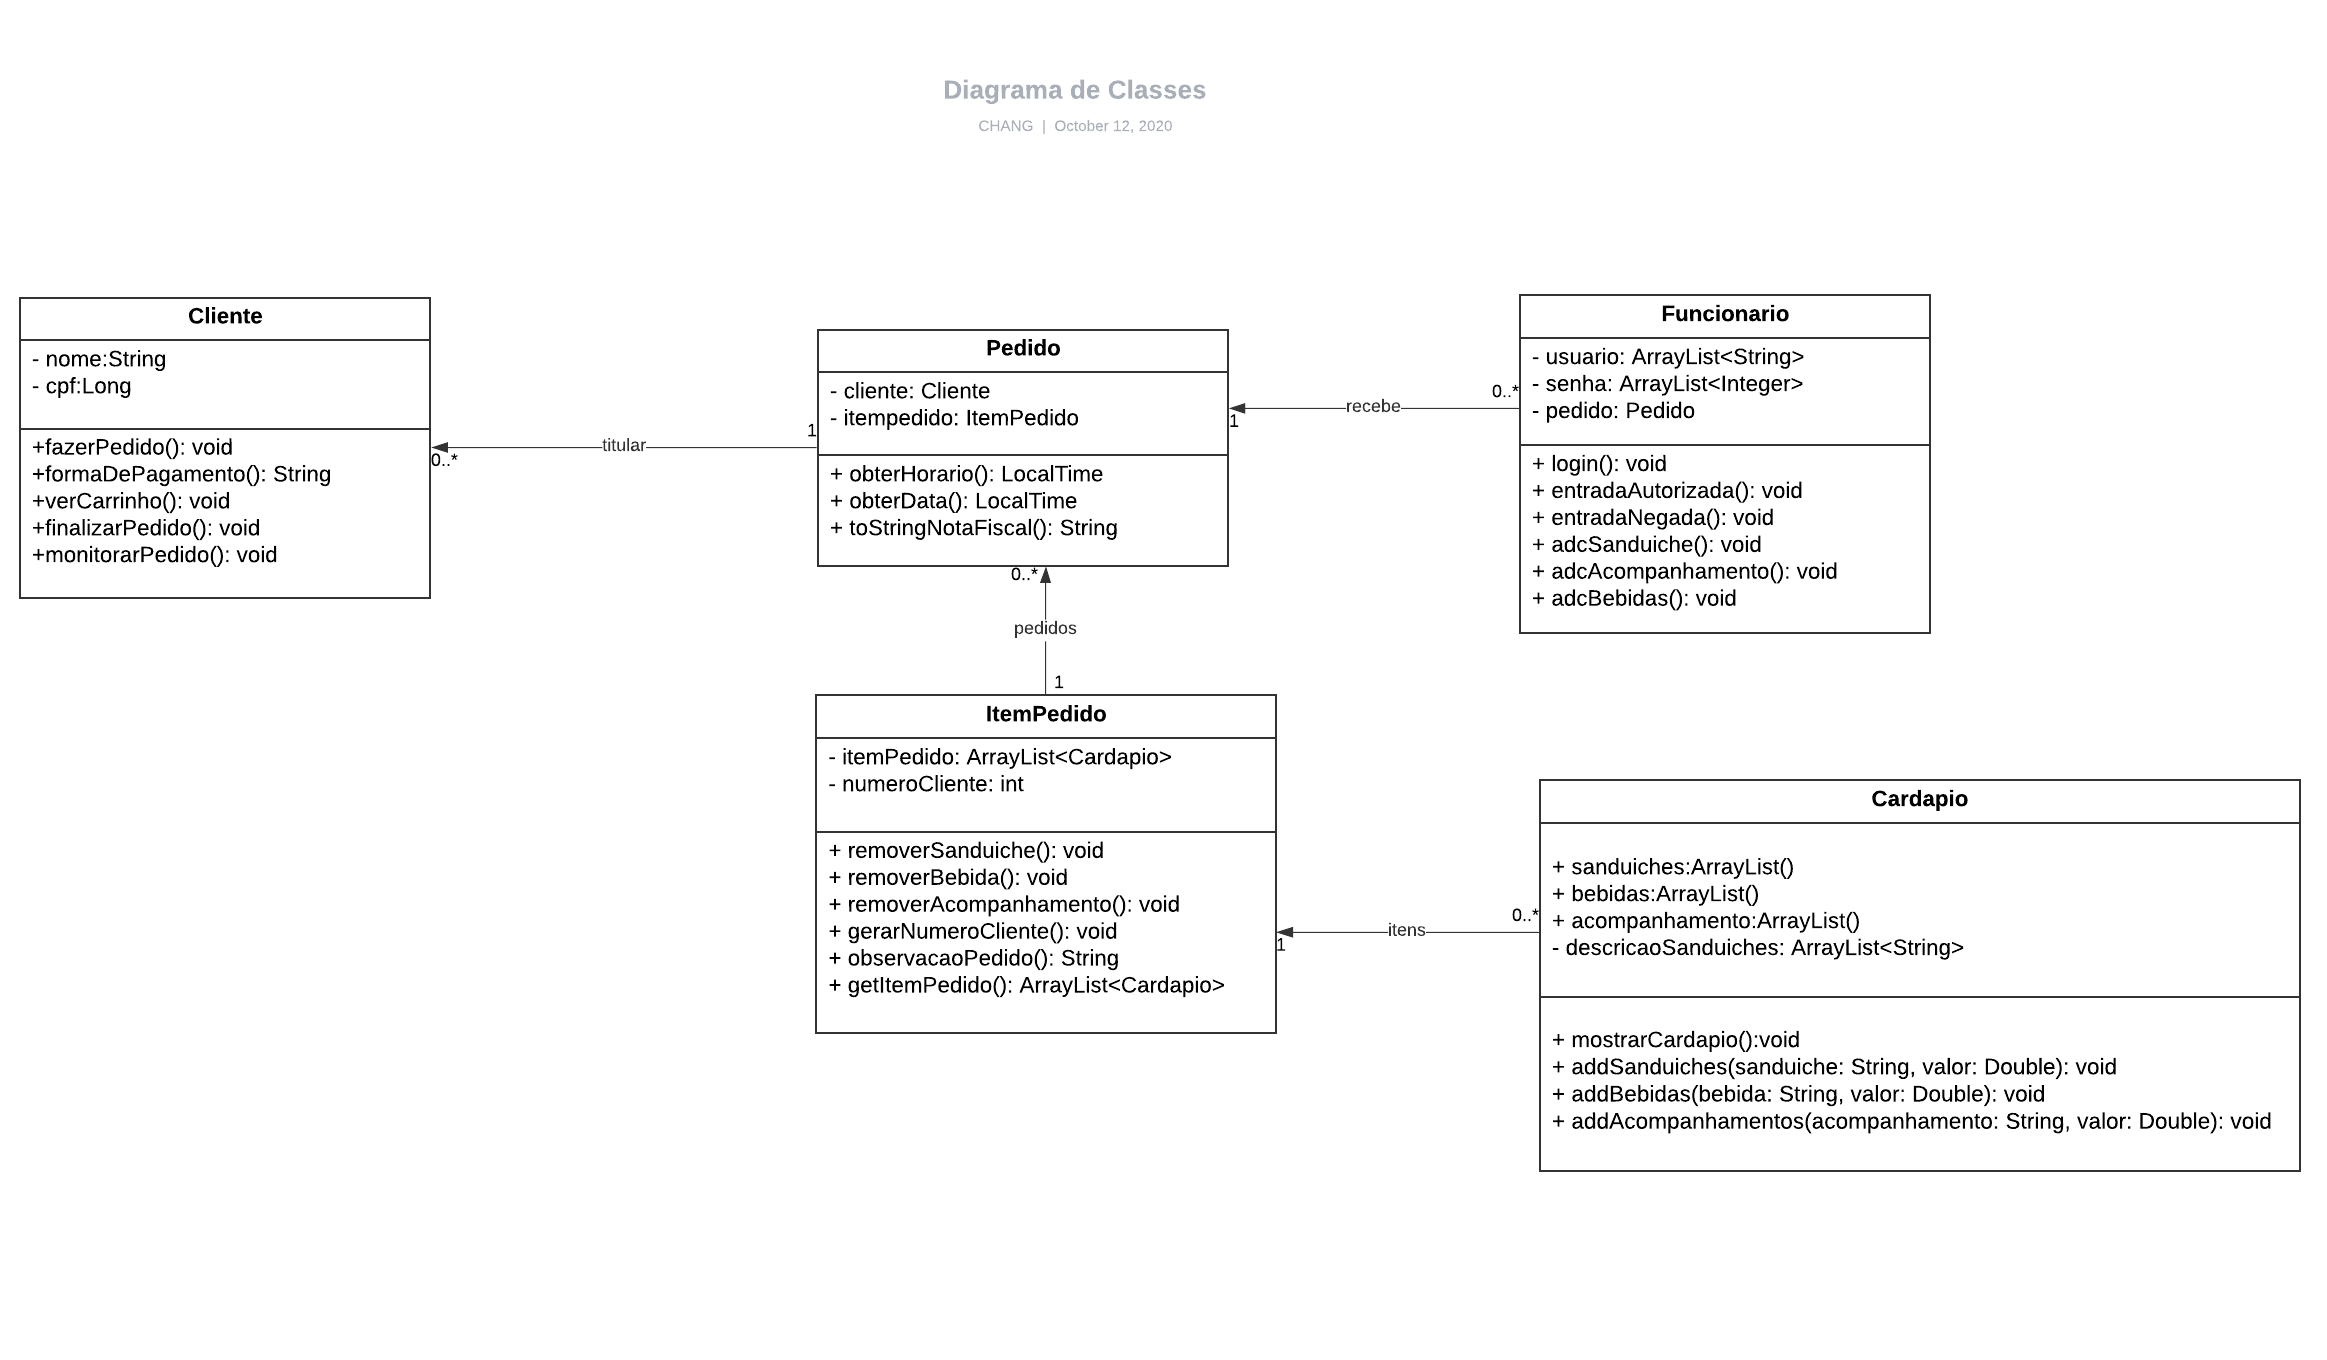 Diagrama de Classes
CHANG | October 12, 2020
Cliente
- nome:String
- cpf:Long
+fazerPedido(): void
+formaDePagamento(): String
+verCarrinho(): void
+finalizarPedido(): void
+monitorarPedido(): void
0..*
titular
1
Pedido
- cliente: Cliente
- itempedido: ItemPedido
+ obterHorario(): LocalTime
+ obterData(): LocalTime
+ toStringNotaFiscal(): String
1
recebe
0..*
Funcionario
- usuario: ArrayList<String>
- senha: ArrayList<Integer>
- pedido: Pedido
+ login(): void
+ entradaAutorizada(): void
+ entradaNegada(): void
+ adcSanduiche(): void
+ adcAcompanhamento(): void
+ adcBebidas(): void
0..*
pedidos
1
ItemPedido
- itemPedido: ArrayList<Cardapio>
- numeroCliente: int
+ removerSanduiche(): void
+ removerBebida(): void
+ removerAcompanhamento(): void
+ gerarNumeroCliente(): void
+ observacaoPedido(): String
+ getItemPedido(): ArrayList<Cardapio>
1
itens
0..*
Cardapio
+ sanduiches:ArrayList()
+ bebidas:ArrayList()
+ acompanhamento:ArrayList()
- descricaoSanduiches: ArrayList<String>
+ mostrarCardapio():void
+ addSanduiches(sanduiche: String, valor: Double): void
+ addBebidas(bebida: String, valor: Double): void
+ addAcompanhamentos(acompanhamento: String, valor: Double): void